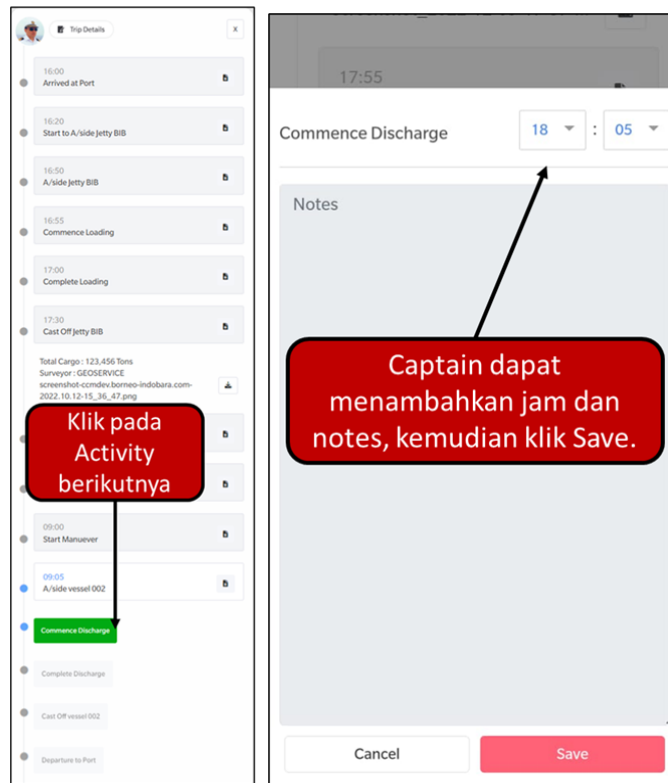 Trip Details
X
16:00
Arrived at Port
16:20
Start to A/side Jetty BIB
16:50
A/side Jetty BIB
16:55
Commence Loading
17:00
Complete Loading
17:30
Cast Off Jetty BIB
Total Cargo : 123,456 Tons
Surveyor : GEOSERVICE
screenshot-ccmdev.borneo-indobara.com-
2022.10.12-15_36_47.png
Klik pada
Activity
berikutnya
09:00
Start Manuever
09:05
A/side vessel 002
Commence Discharge
Complete Discharge
Cast Off vessel 002
Departure to Port
17:55
Commence Discharge
18 : 05
Notes
Captain dapat
menambahkan jam dan
notes, kemudian klik Save.
Cancel
Save